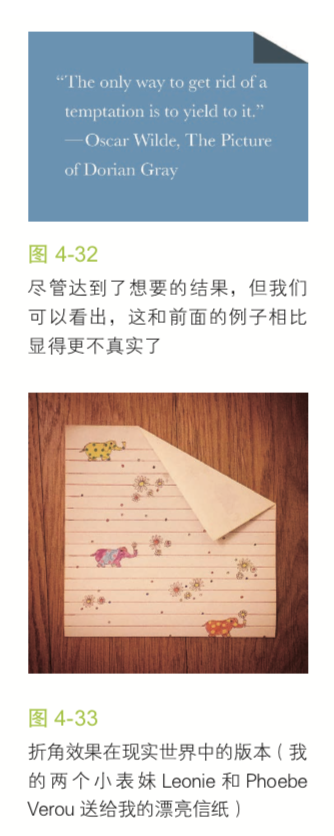 “The only way to get rid of a
temptation is to yield to it.”
—Oscar Wilde, The Picture
of Dorian Gray
图 4-32
尽管达到了想要的结果，但我们
可以看出，这和前面的例子相比
显得更不真实了
图 4-33
折角效果在现实世界中的版本（我
的两个小表妹 Leonie 和 Phoebe
Verou 送给我的漂亮信纸）